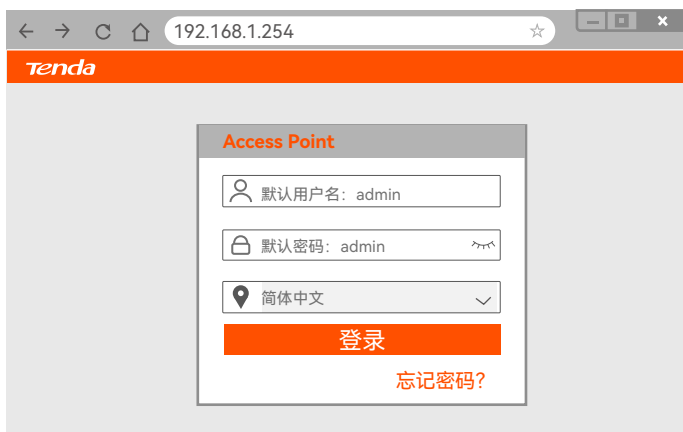 192.168.1.254
Tenda
Access Point
默认用户名：admin
默认密码：admin
简体中文
登录
忘记密码？